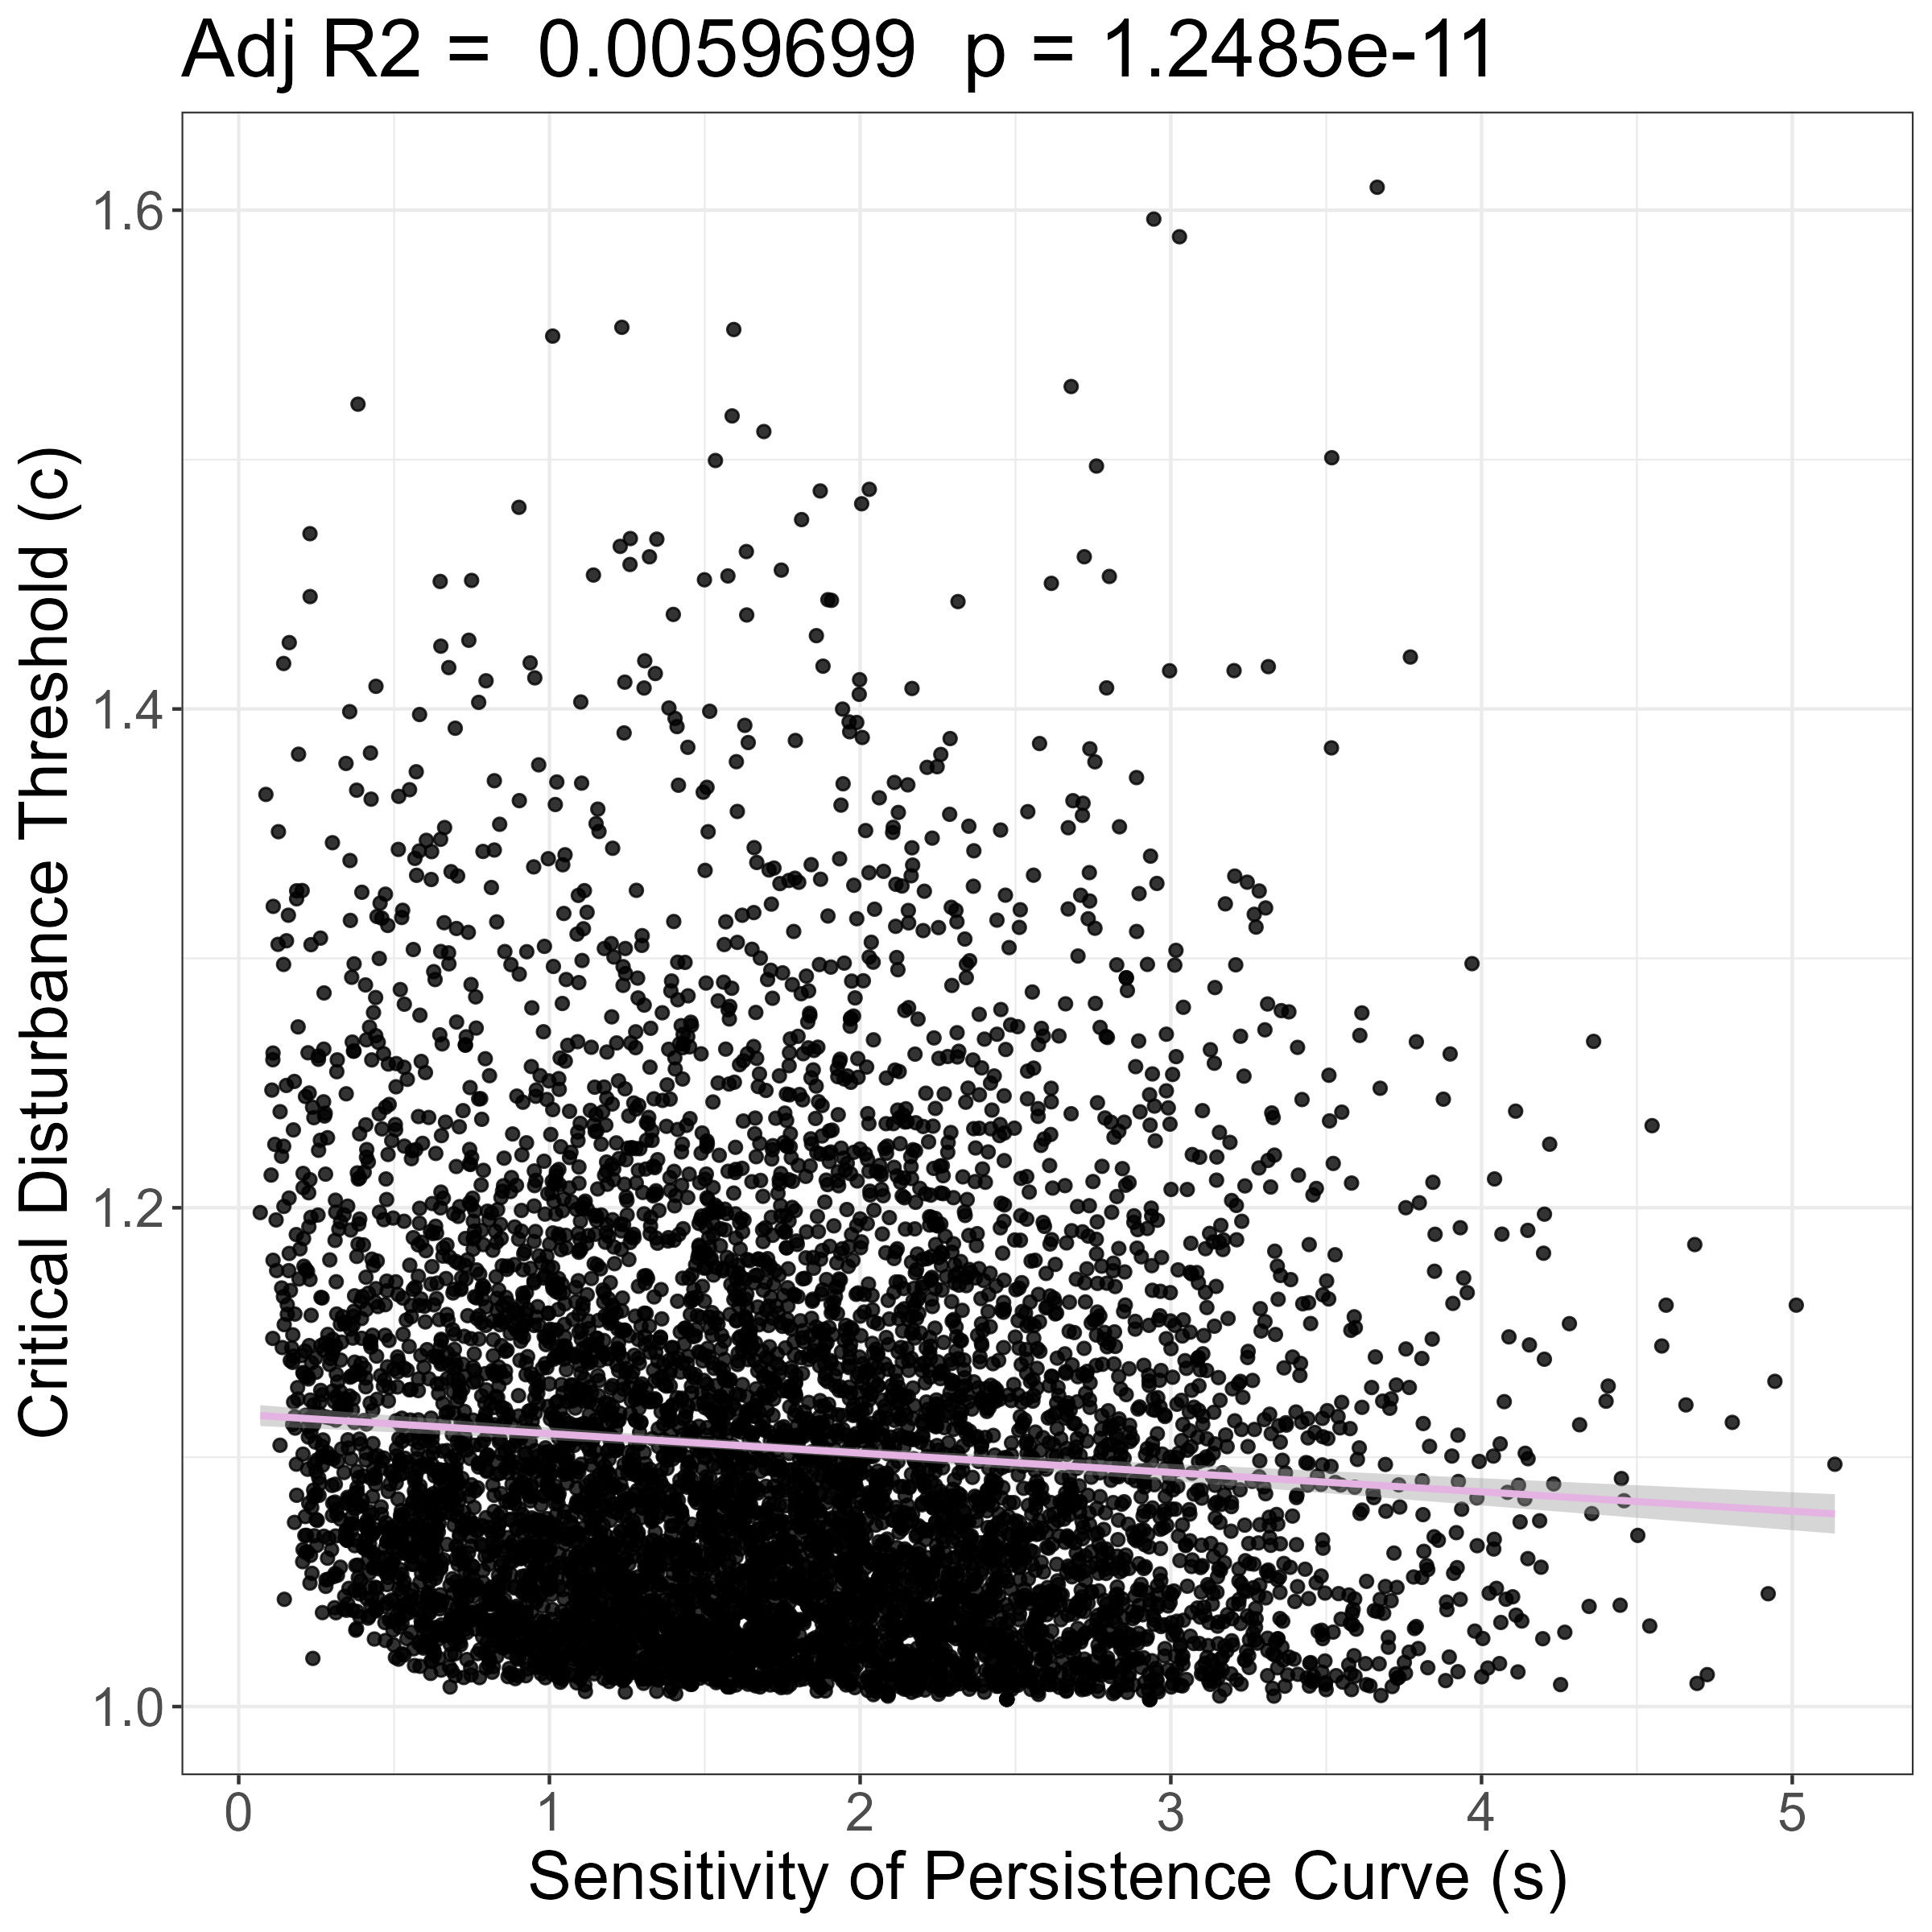 Adj R2 =  0.0059699  p = 1.2485e-11
Critical Disturbance Threshold (c)
1.6
1.4
1.2
1.0
0 1 2 3 4 5
Sensitivity of Persistence Curve (s)